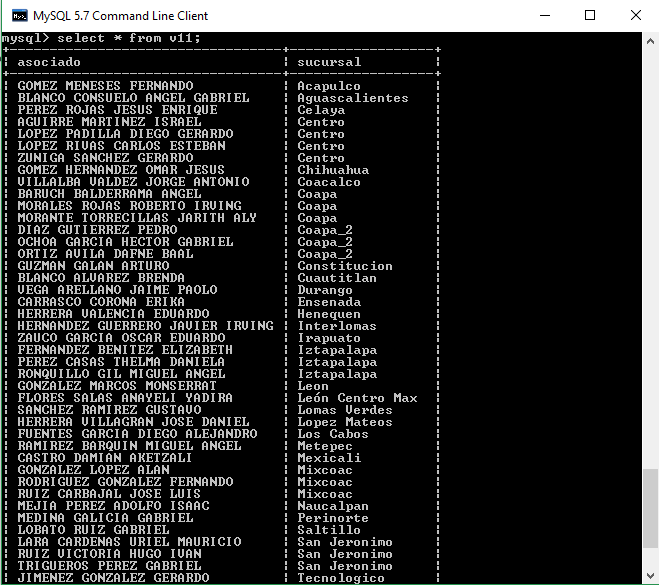 MySQL 5.7 Command Line Client
mysql> select * from v11;
+--------------------------------+------------------+
| asociado | sucursal |
+--------------------------------+------------------+
| GOMEZ MENESES FERNANDO | Acapulco |
| BLANCO CONSUELO ANGEL GABRIEL | Aguascalientes |
| PEREZ ROJAS JESUS ENRIQUE | Celaya |
| AGUIRRE MARTINEZ ISRAEL | Centro |
| LOPEZ PADILLA DIEGO GERARDO | Centro |
| LOPEZ RIVAS CARLOS ESTEBAN | Centro |
| ZUNIGA SANCHEZ GERARDO | Centro |
| GOMEZ HERNANDEZ OMAR JESUS | Chihuahua |
| VILLALBA VALDEZ JORGE ANTONIO | Coacalco |
| BARUCH BALDERRAMA ANGEL | Coapa |
| MORALES ROJAS ROBERTO IRVING | Coapa |
| MORANTE TORRECILLAS JARITH ALY | Coapa |
| DIAZ GUTIERREZ PEDRO | Coapa_2 |
| OCHOA GARCIA HECTOR GABRIEL | Coapa_2 |
| ORTIZ AVILA DAFNE BAAL | Coapa_2 |
| GUZMAN GALAN ARTURO | Constitucion |
| BLANCO ALVAREZ BRENDA | Cuautitlan |
| VEGA ARELLANO JAIME PAOLO | Durango |
| CARRASCO CORONA ERIKA | Ensenada |
| HERRERA VALENCIA EDUARDO | Henequen |
| HERNANDEZ GUERRERO JAVIER IRVING | Interlomas |
| ZAUCO GARCIA OSCAR EDUARDO | Irapuato |
| FERNANDEZ BENITEZ ELIZABETH | Iztapalapa |
| PEREZ CASAS THELMA DANIELA | Iztapalapa |
| RONQUILLO GIL MIGUEL ANGEL | Iztapalapa |
| GONZALEZ MARCOS MONSERRAT | Leon |
| FLORES SALAS ANAYELI YADIRA | León Centro Max |
| SANCHEZ RAMIREZ GUSTAVO | Lomas Verdes |
| HERRERA VILLAGRAN JOSE DANIEL | Lopez Mateos |
| FUENTES GARCIA DIEGO ALEJANDRO | Los Cabos |
| RAMIREZ BARQUIN MIGUEL ANGEL | Metepec |
| CASTRO DAMIAN AKETZALI | Mexicali |
| GONZALEZ LOPEZ ALAN | Mixcoac |
| RODRIGUEZ GONZALEZ FERNANDO | Mixcoac |
| RUIZ CARBAJAL JOSE LUIS | Mixcoac |
| MEJIA PEREZ ADOLFO ISAAC | Naucalpan |
| MEDINA GALICIA GABRIEL | Perinorte |
| LOBATO RUIZ GABRIEL | Saltillo |
| LARA CARDENAS URIEL MAURICIO | San Jeronimo |
| RUIZ VICTORIA HUGO IVAN | San Jeronimo |
| TRIGUEROS PEREZ GABRIEL | San Jeronimo |
| JIMENEZ GONZALEZ GERARDO | Tecnologico |